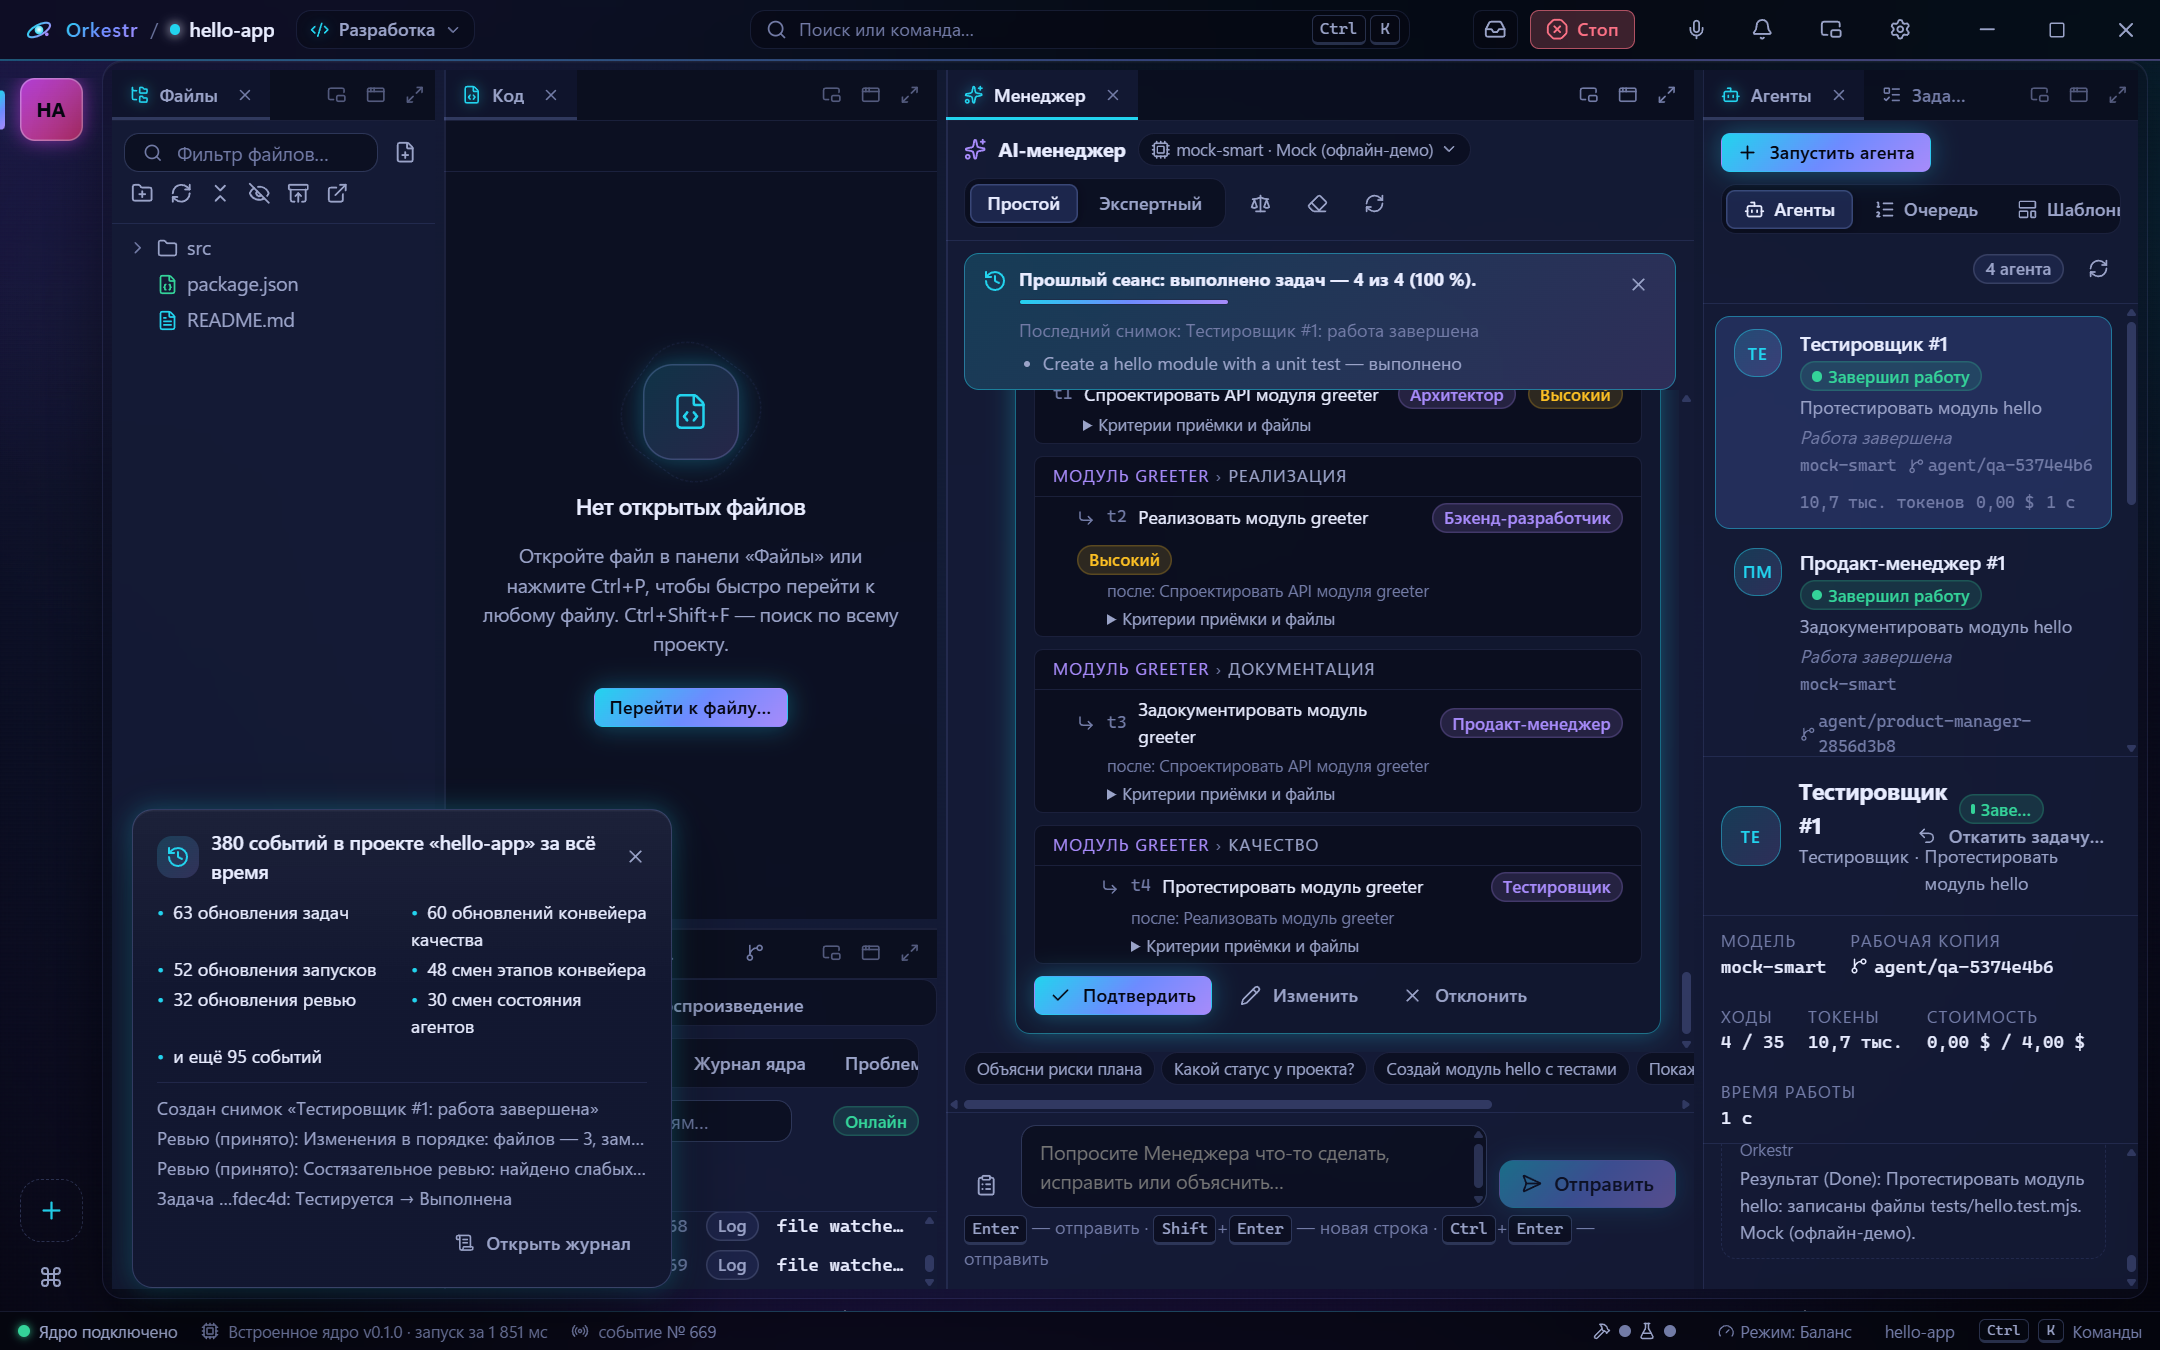 Orkestr / hello-app
Разработка
Поиск или команда...
Ctrl K
Стоп
HA
Файлы
Код
Менеджер
Агенты
Зада...
Фильтр файлов...
src
package.json
README.md
Нет открытых файлов
Откройте файл в панели «Файлы» или
нажмите Ctrl+P, чтобы быстро перейти к
любому файлу. Ctrl+Shift+F — поиск по всему
проекту.
Перейти к файлу...
AI-менеджер
mock-smart · Mock (офлайн-демо)
Простой
Экспертный
Прошлый сеанс: выполнено задач — 4 из 4 (100 %).
Последний снимок: Тестировщик #1: работа завершена
• Create a hello module with a unit test — выполнено
t1 Спроектировать API модуля greeter Архитектор Высокий
Критерии приёмки и файлы
МОДУЛЬ GREETER › РЕАЛИЗАЦИЯ
t2 Реализовать модуль greeter Бэкенд-разработчик
Высокий
после: Спроектировать API модуля greeter
Критерии приёмки и файлы
МОДУЛЬ GREETER › ДОКУМЕНТАЦИЯ
t3 Задокументировать модуль
greeter
Продакт-менеджер
после: Спроектировать API модуля greeter
Критерии приёмки и файлы
МОДУЛЬ GREETER › КАЧЕСТВО
t4 Протестировать модуль greeter Тестировщик
после: Реализовать модуль greeter
Критерии приёмки и файлы
Подтвердить
Изменить
Отклонить
Объясни риски плана
Какой статус у проекта?
Создай модуль hello с тестами
Покаж
Попросите Менеджера что-то сделать,
исправить или объяснить...
Отправить
Enter — отправить · Shift + Enter — новая строка · Ctrl + Enter —
отправить
Запустить агента
Агенты
Очередь
Шаблон
4 агента
ТЕ
Тестировщик #1
Завершил работу
Протестировать модуль hello
Работа завершена
mock-smart agent/qa-5374e4b6
10,7 тыс. токенов 0,00 $ 1 с
ПМ
Продакт-менеджер #1
Завершил работу
Задокументировать модуль hello
Работа завершена
mock-smart
agent/product-manager-
2856d3b8
ТЕ
Тестировщик
#1
Заве...
Откатить задачу...
Тестировщик · Протестировать
модуль hello
МОДЕЛЬ
mock-smart
РАБОЧАЯ КОПИЯ
agent/qa-5374e4b6
ХОДЫ
4 / 35
ТОКЕНЫ
10,7 тыс.
СТОИМОСТЬ
0,00 $ / 4,00 $
ВРЕМЯ РАБОТЫ
1 с
Orkestr
Результат (Done): Протестировать модуль
hello: записаны файлы tests/hello.test.mjs.
Mock (офлайн-демо).
380 событий в проекте «hello-app» за всё
время
• 63 обновления задач
• 60 обновлений конвейера
качества
• 52 обновления запусков
• 48 смен этапов конвейера
• 32 обновления ревью
• 30 смен состояния
агентов
• и ещё 95 событий
Создан снимок «Тестировщик #1: работа завершена»
Ревью (принято): Изменения в порядке: файлов — 3, зам...
Ревью (принято): Состязательное ревью: найдено слабых...
Задача ...fdec4d: Тестируется → Выполнена
Открыть журнал
спроизведение
Журнал ядра
Проблем
ям...
Онлайн
68 Log file watche...
69 Log file watche...
Ядро подключено
Встроенное ядро v0.1.0 · запуск за 1 851 мс
событие № 669
Режим: Баланс
hello-app
Ctrl K Команды